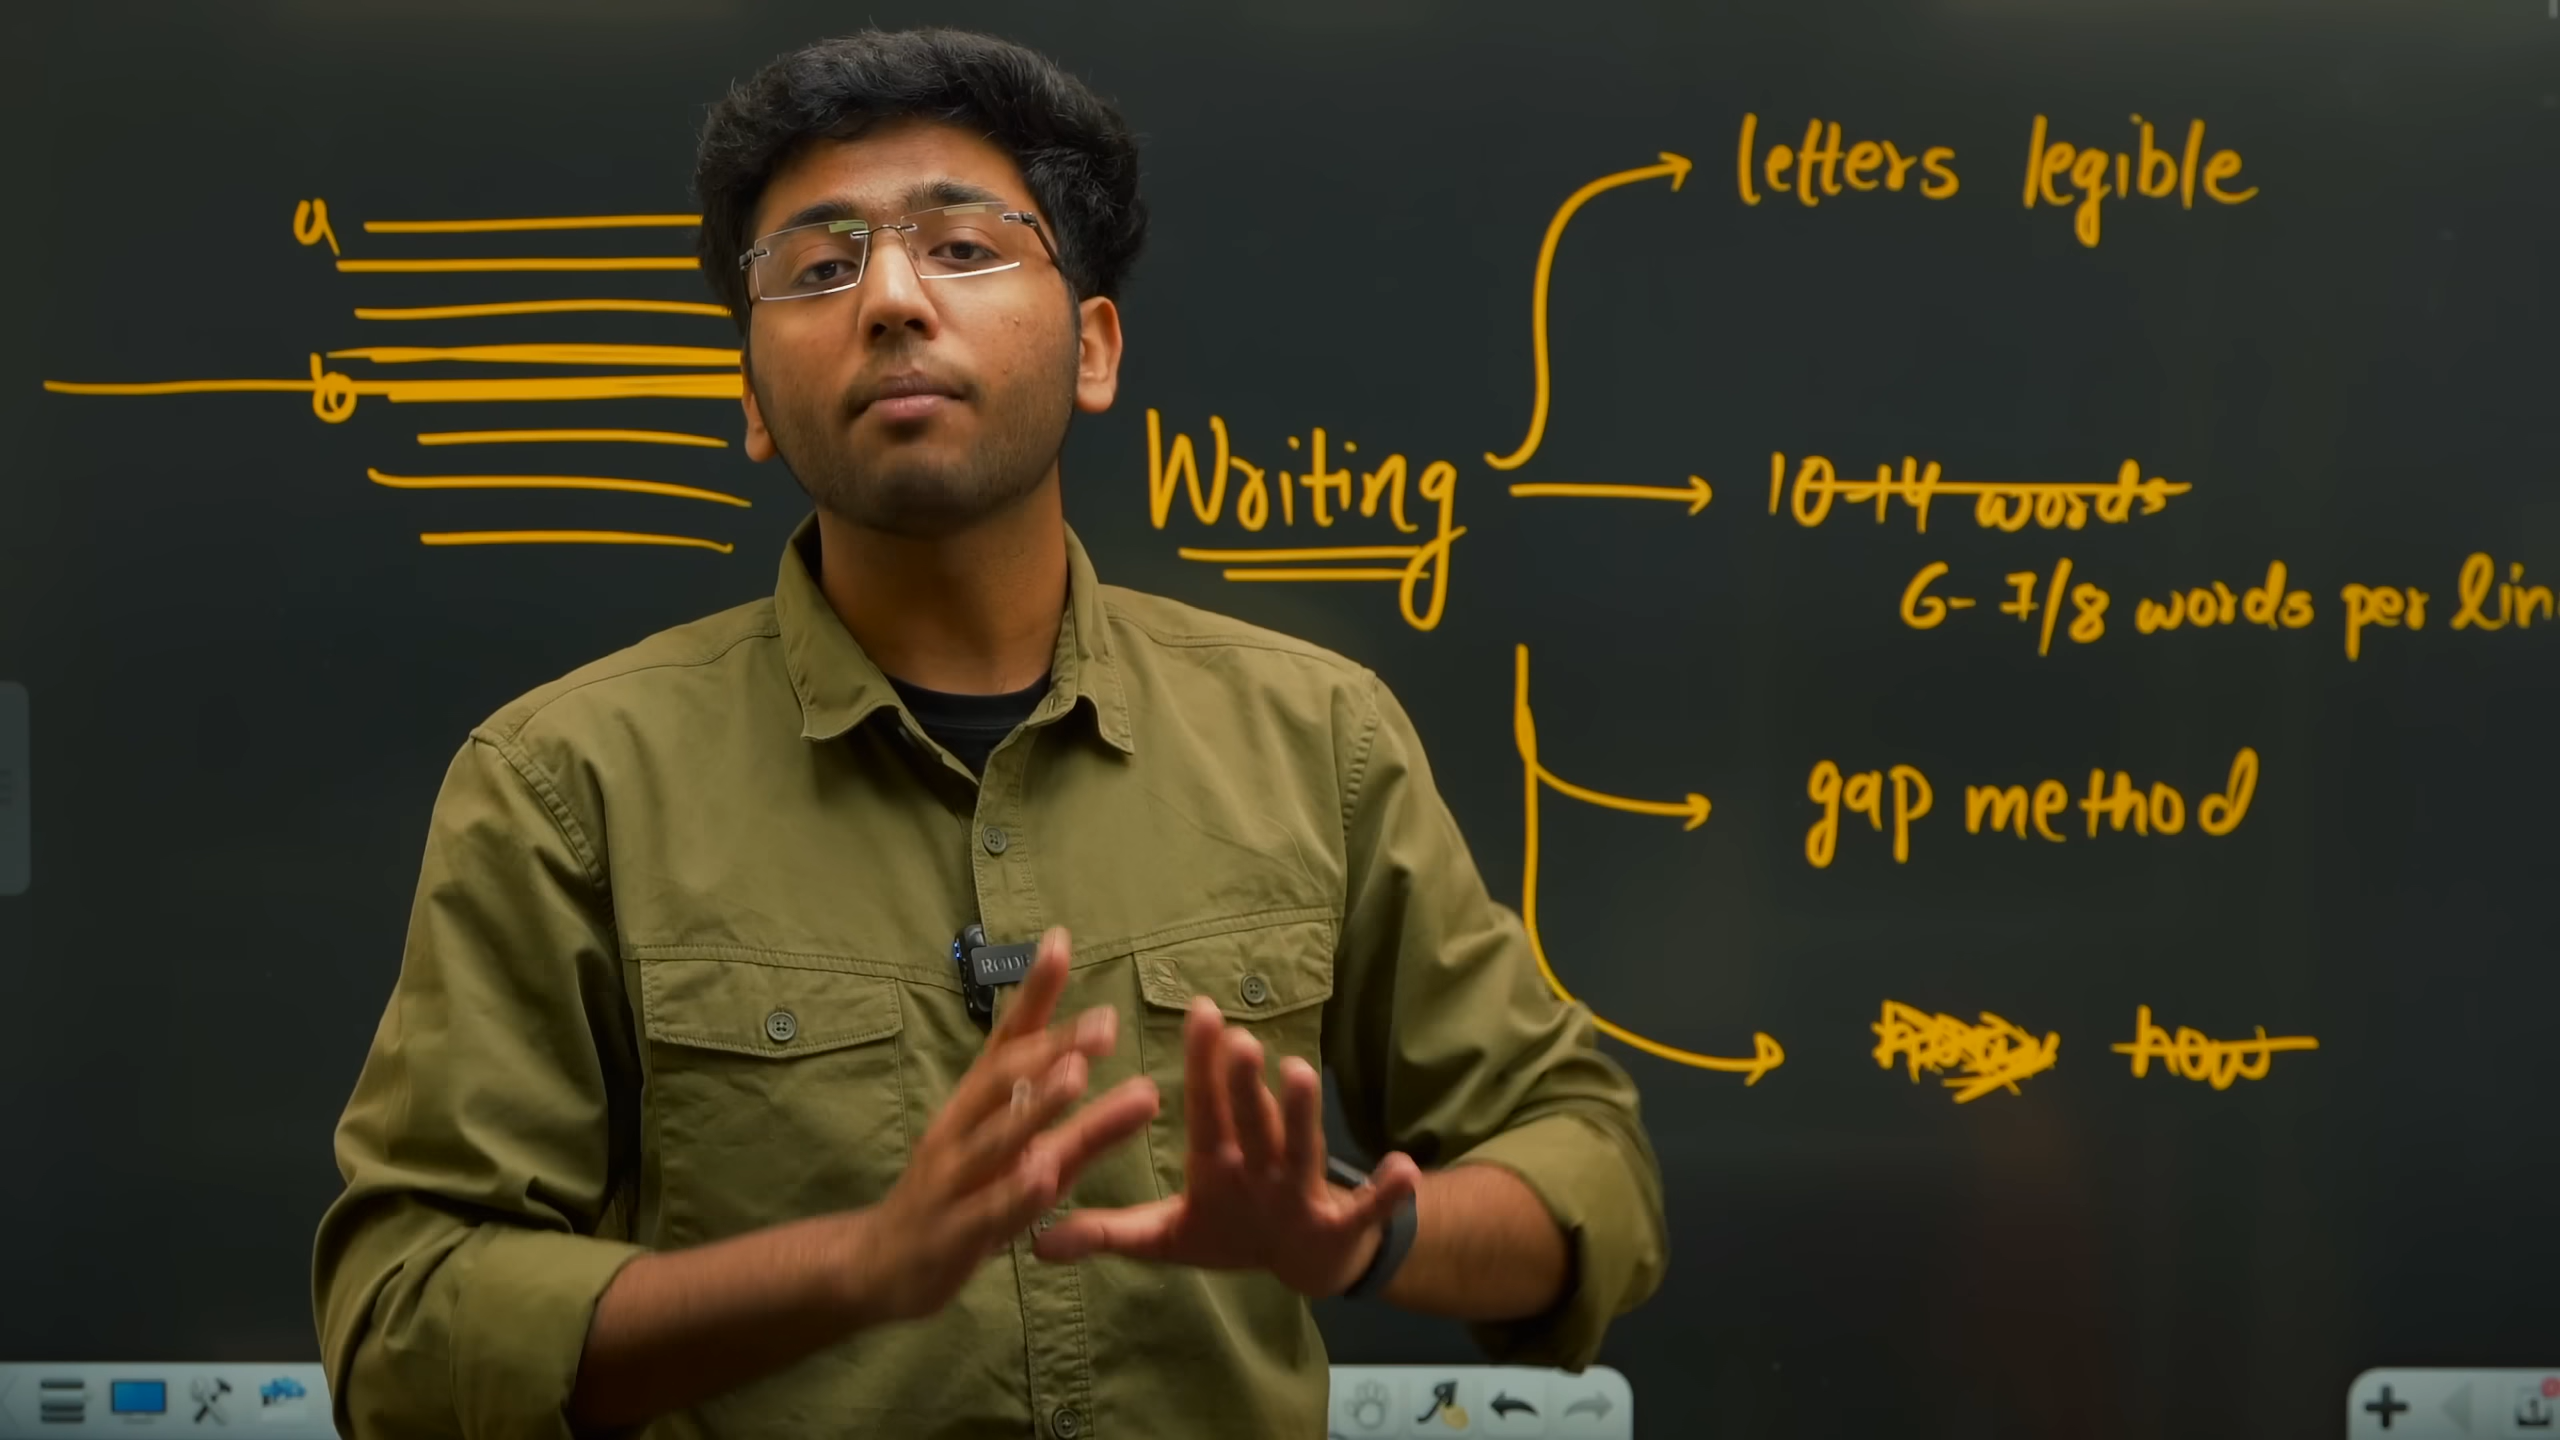 a
b
Writing
letters legible
10-14 words
6-7/8 words per lin
gap method
how
RODE